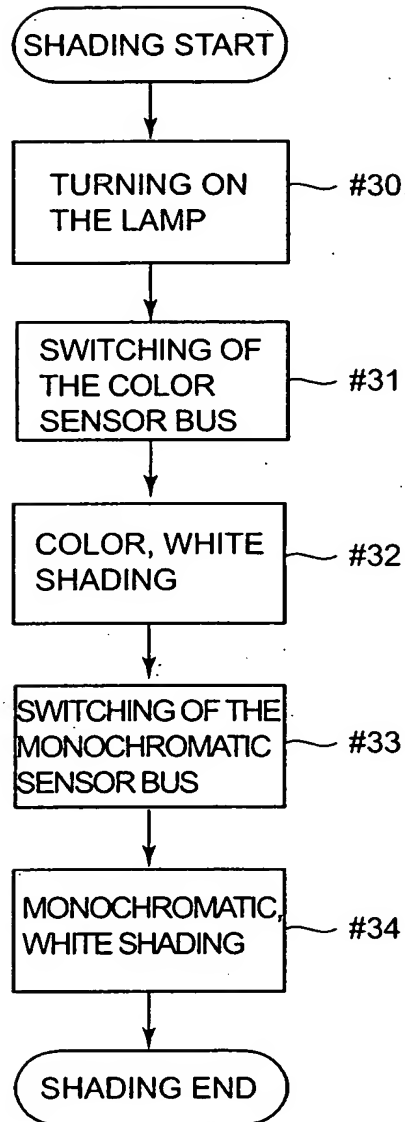 SHADING START
TURNING ON
THE LAMP
#30
SWITCHING OF
THE COLOR
SENSOR BUS
#31
COLOR, WHITE
SHADING
#32
SWITCHING OF THE
MONOCHROMATIC
SENSOR BUS
#33
MONOCHROMATIC,
WHITE SHADING
#34
SHADING END